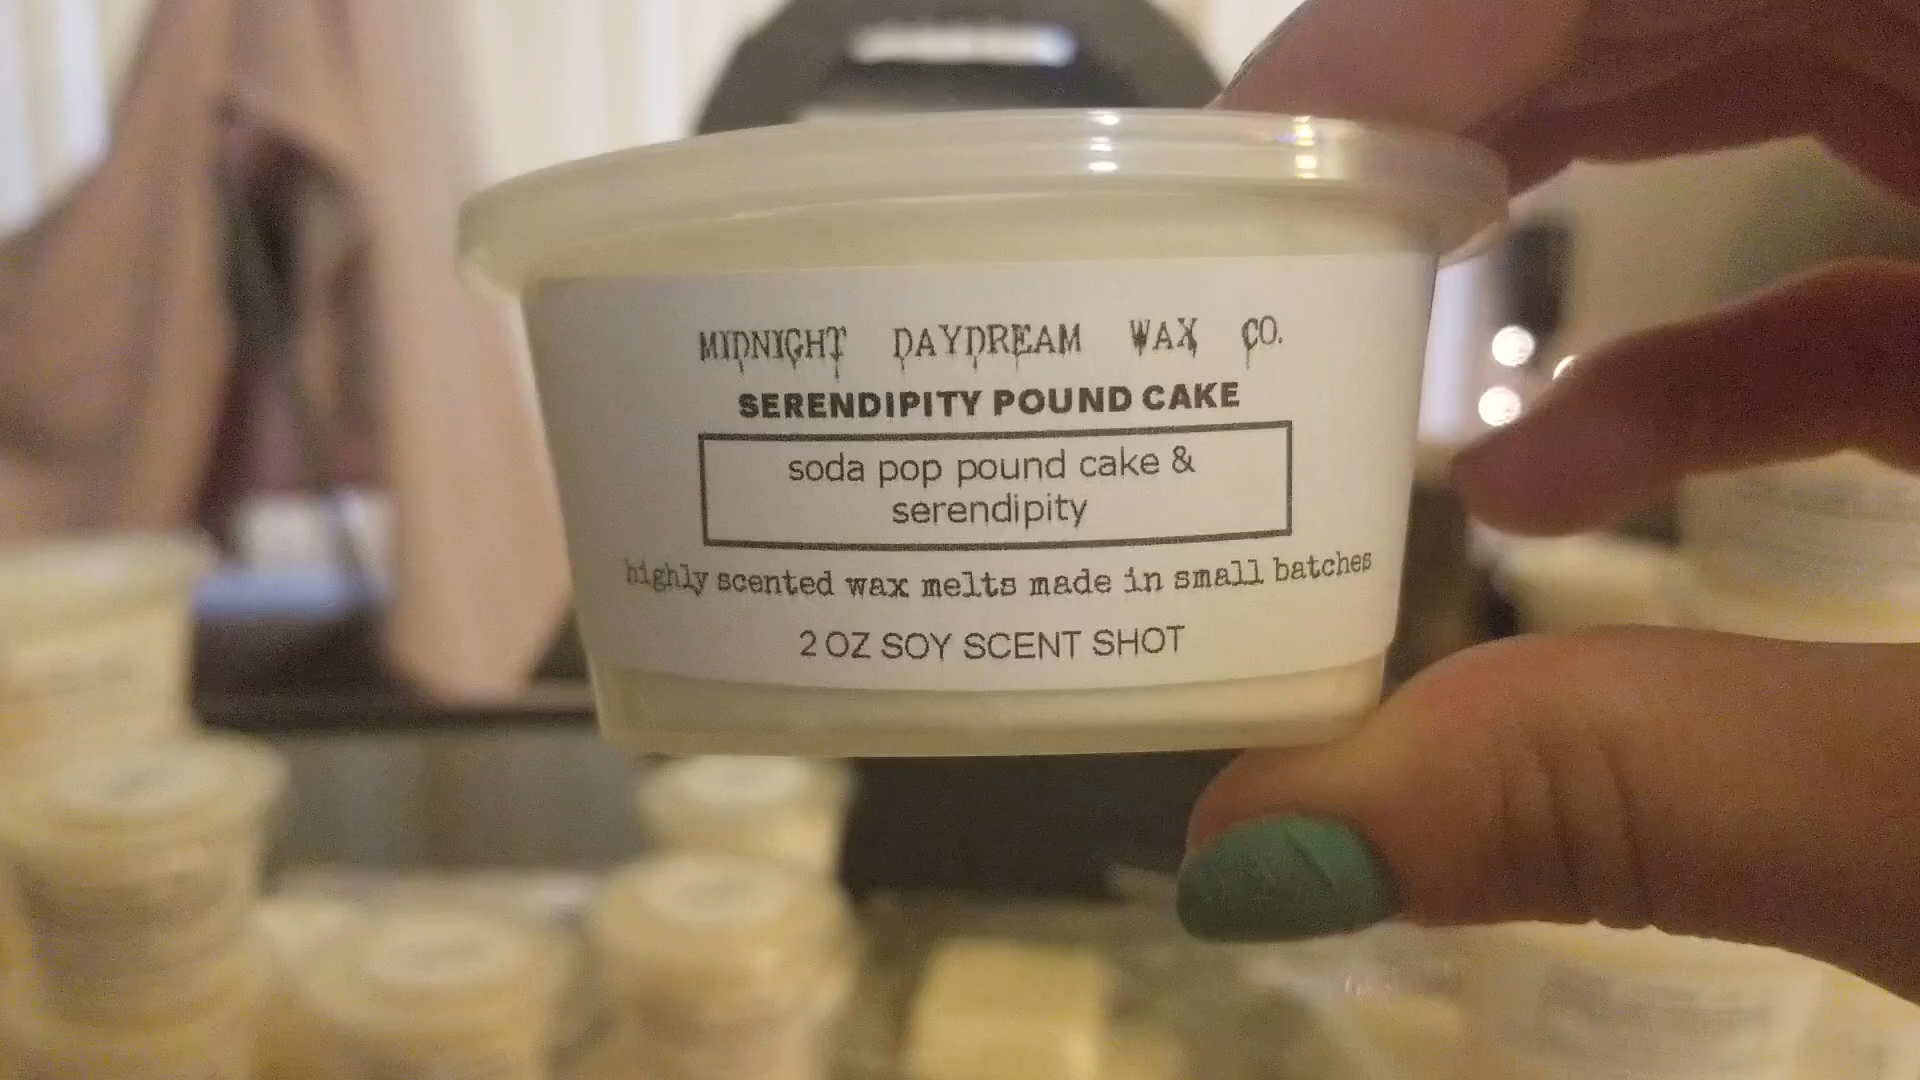 MIDNIGHT DAYDREAM WAX CO.
SERENDIPITY POUND CAKE
soda pop pound cake &
serendipity
highly scented wax melts made in small batches
2 OZ SOY SCENT SHOT